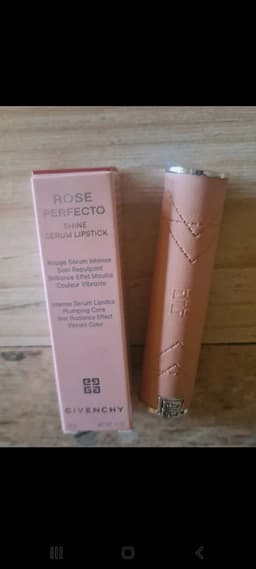 ROSE
PERFECTO
SHINE
SERUM LIPSTICK
Rouge Sérum Intense
Soin Repulpant
Brillance Effet Mouillé
Couleur Vibrante
Intense Serum Lipstick
Plumping Care
Wet Radiance Effect
Vibrant Color
GIVENCHY